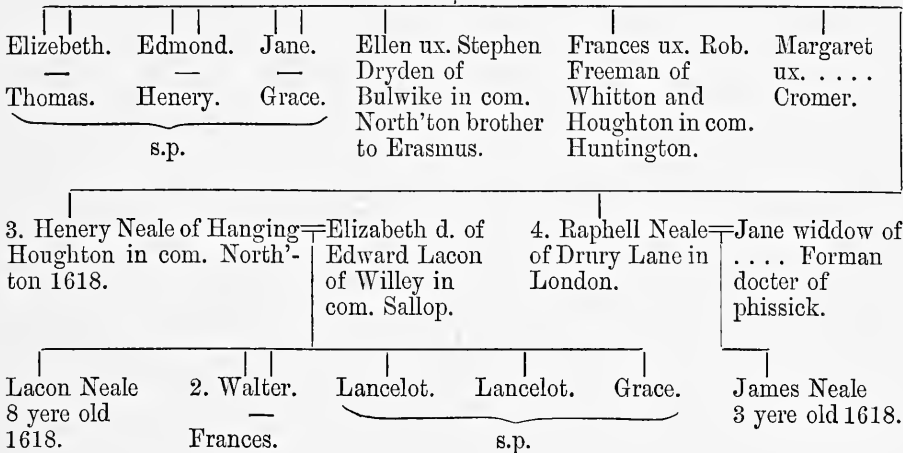 Elizebeth.
—
Thomas.
Edmond.
—
Henery.
Jane.
—
Grace.
s.p.
Ellen ux. Stephen
Dryden of
Bulwike in com.
North'ton brother
to Erasmus.
Frances ux. Rob.
Freeman of
Whitton and
Houghton in com.
Huntington.
Margaret
ux. . . . .
Cromer.
3. Henery Neale of Hanging
Houghton in com. North'-
ton 1618.
Elizabeth d. of
Edward Lacon
of Willey in
com. Sallop.
4. Raphell Neale
of Drury Lane in
London.
Jane widdow of
. . . . Forman
docter of
phissick.
Lacon Neale
8 yere old
1618.
2. Walter.
—
Frances.
Lancelot.
Lancelot.
Grace.
s.p.
James Neale
3 yere old 1618.